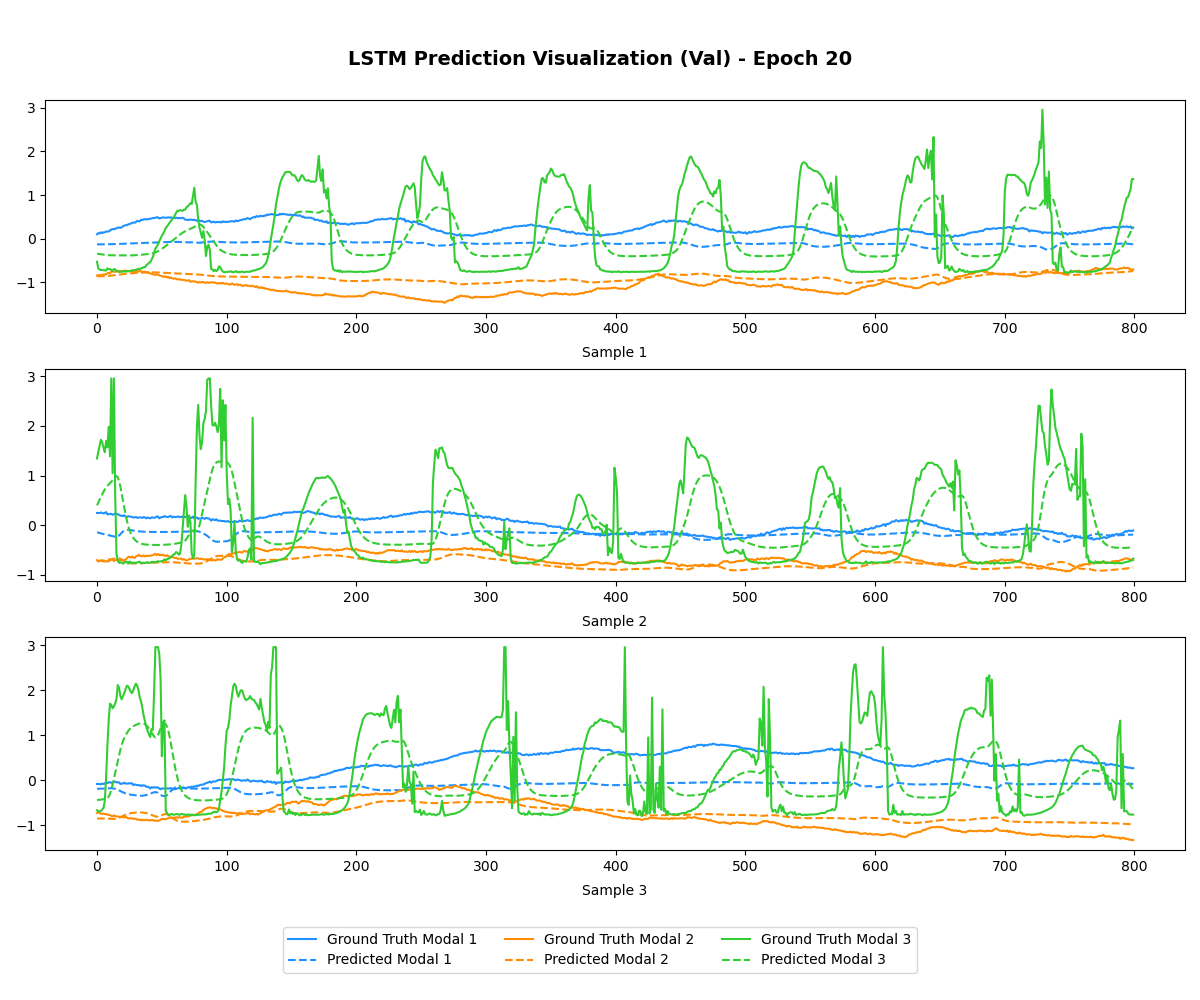 LSTM Prediction Visualization (Val) - Epoch 20
3
2
1
0
−1
0 100 200 300 400 500 600 700 800
Sample 1
3
2
1
0
−1
0 100 200 300 400 500 600 700 800
Sample 2
3
2
1
0
−1
0 100 200 300 400 500 600 700 800
Sample 3
Ground Truth Modal 1 Ground Truth Modal 2 Ground Truth Modal 3
Predicted Modal 1 Predicted Modal 2 Predicted Modal 3